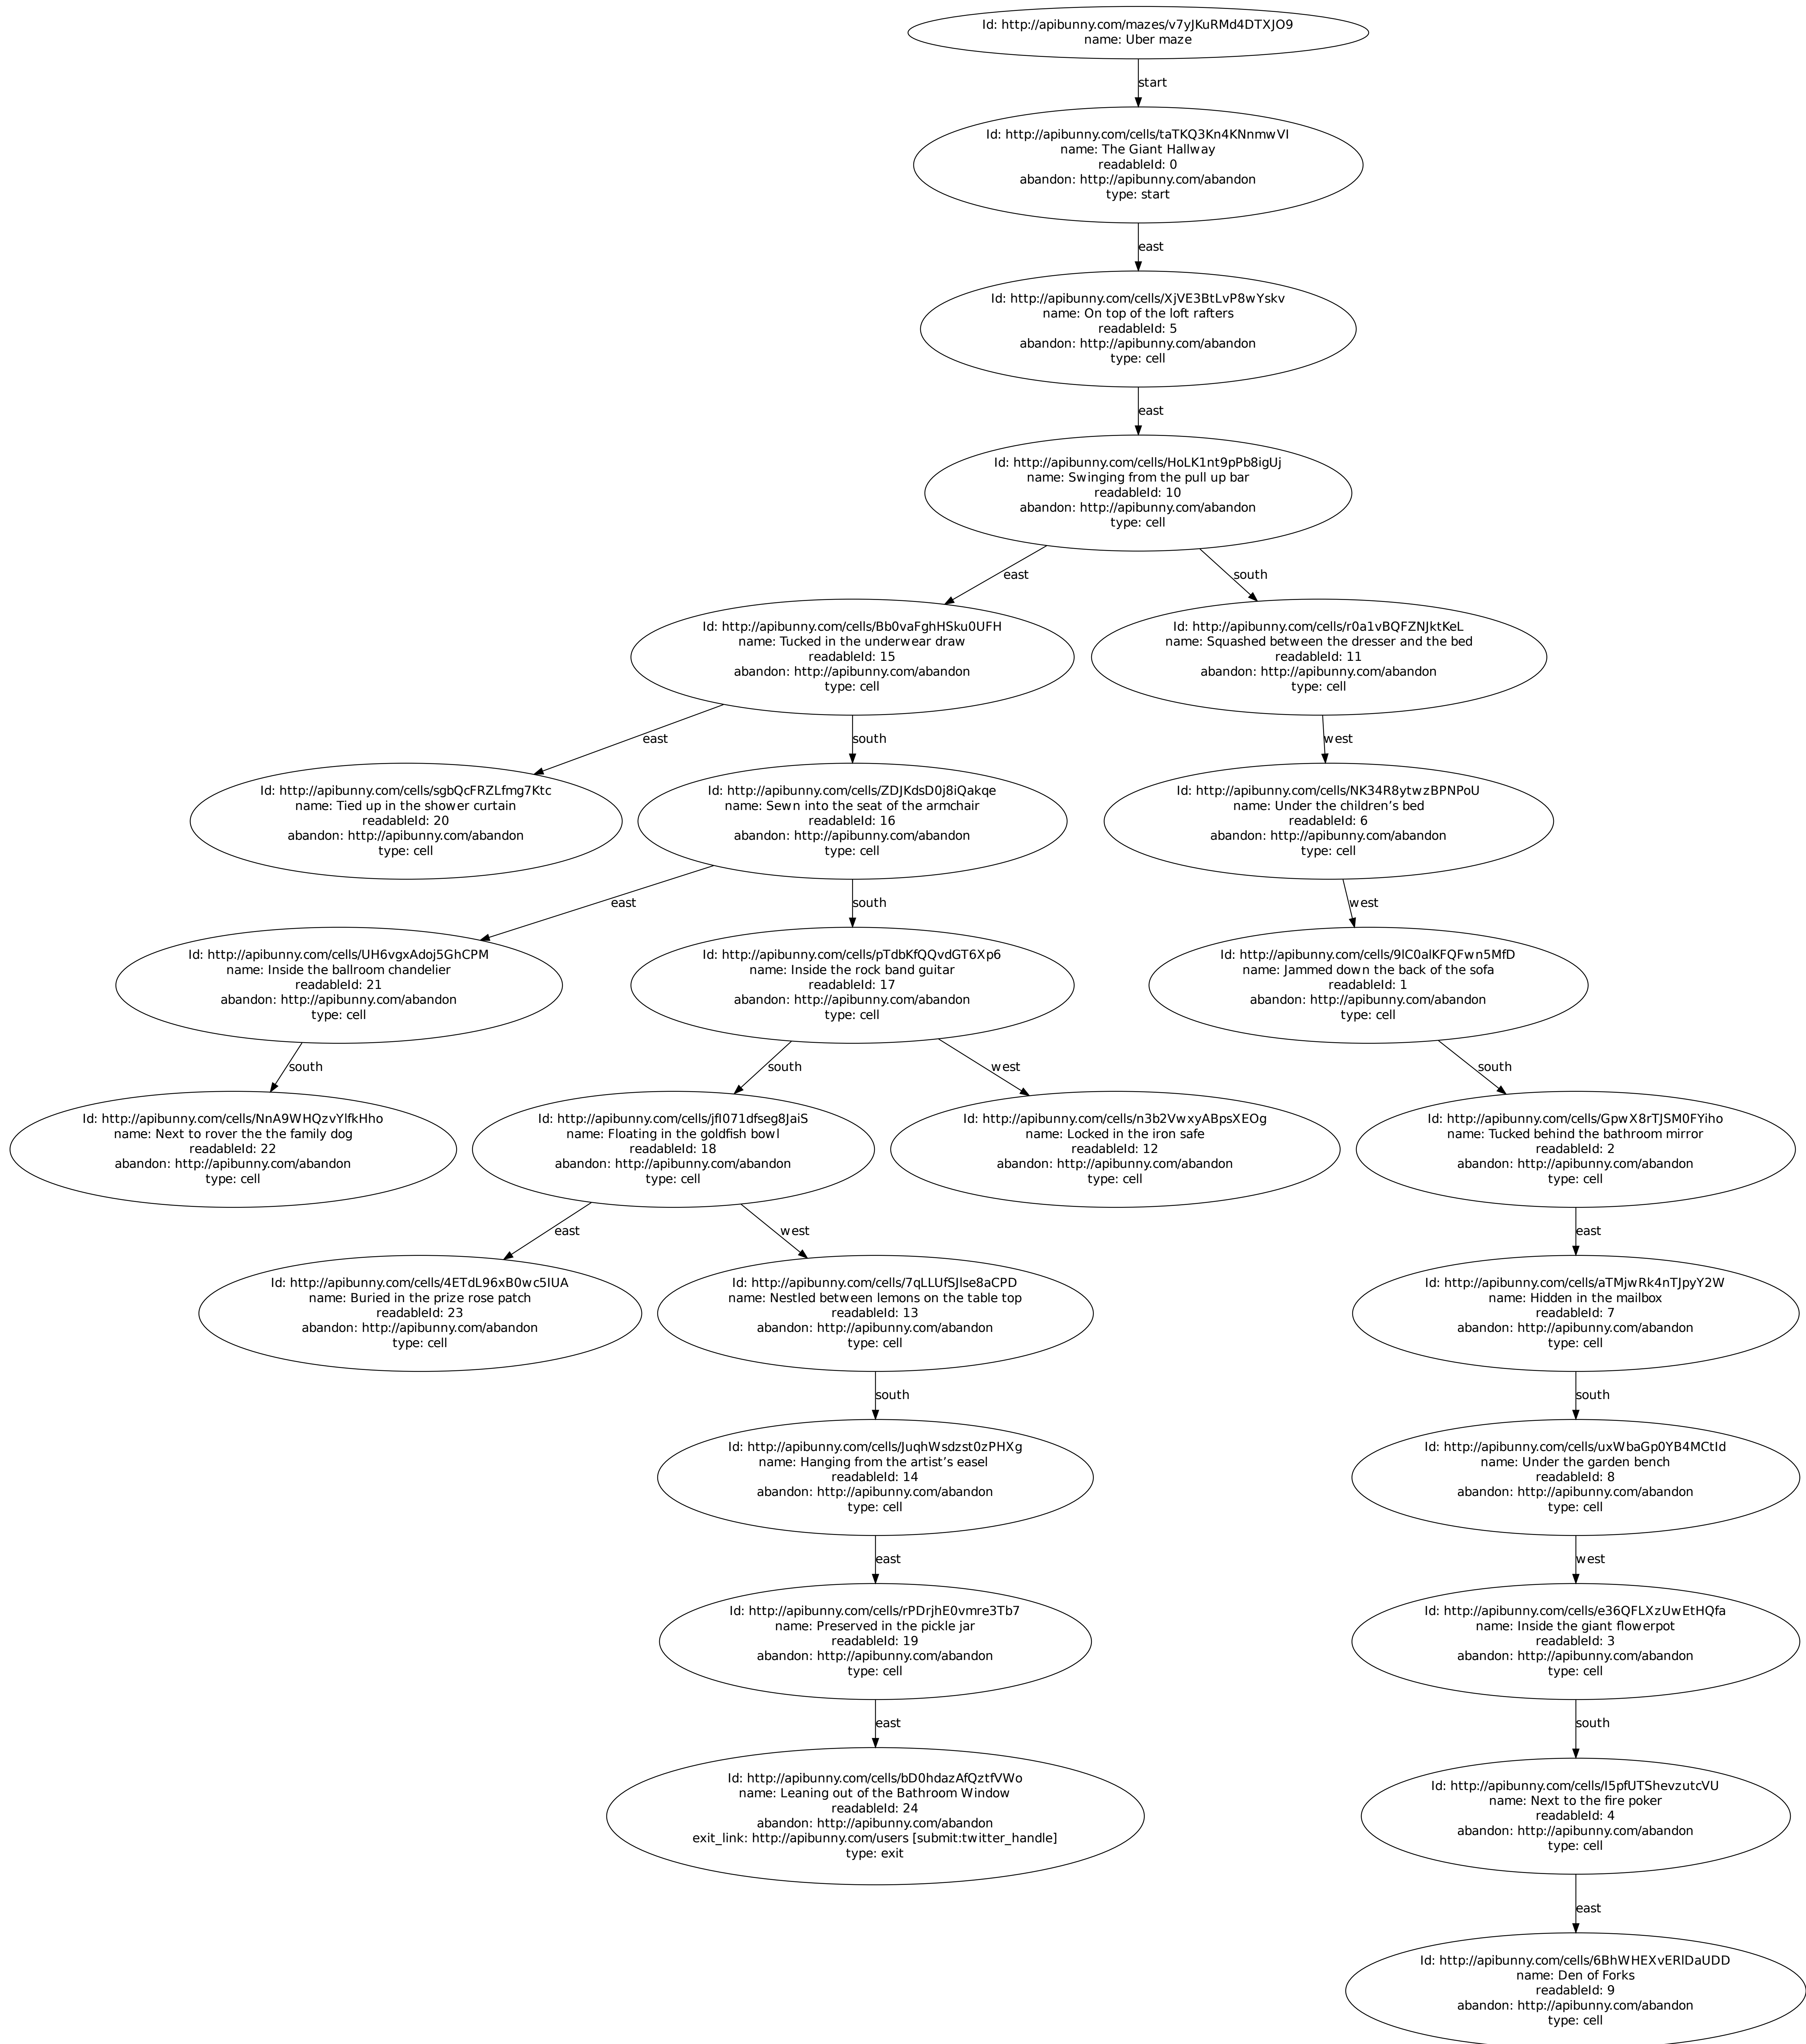 Id: http://apibunny.com/mazes/v7yJKuRMd4DTXJO9
name: Uber maze
start
Id: http://apibunny.com/cells/taTKQ3Kn4KNnmwVI
name: The Giant Hallway
readableId: 0
abandon: http://apibunny.com/abandon
type: start
east
Id: http://apibunny.com/cells/XjVE3BtLvP8wYskv
name: On top of the loft rafters
readableId: 5
abandon: http://apibunny.com/abandon
type: cell
east
Id: http://apibunny.com/cells/HoLK1nt9pPb8igUj
name: Swinging from the pull up bar
readableId: 10
abandon: http://apibunny.com/abandon
type: cell
east
south
Id: http://apibunny.com/cells/Bb0vaFghHSku0UFH
name: Tucked in the underwear draw
readableId: 15
abandon: http://apibunny.com/abandon
type: cell
Id: http://apibunny.com/cells/r0a1vBQFZNJktKeL
name: Squashed between the dresser and the bed
readableId: 11
abandon: http://apibunny.com/abandon
type: cell
east
south
west
Id: http://apibunny.com/cells/sgbQcFRZLfmg7Ktc
name: Tied up in the shower curtain
readableId: 20
abandon: http://apibunny.com/abandon
type: cell
Id: http://apibunny.com/cells/ZDJKdsD0j8iQakqe
name: Sewn into the seat of the armchair
readableId: 16
abandon: http://apibunny.com/abandon
type: cell
Id: http://apibunny.com/cells/NK34R8ytwzBPNPoU
name: Under the children’s bed
readableId: 6
abandon: http://apibunny.com/abandon
type: cell
east
south
west
Id: http://apibunny.com/cells/UH6vgxAdoj5GhCPM
name: Inside the ballroom chandelier
readableId: 21
abandon: http://apibunny.com/abandon
type: cell
Id: http://apibunny.com/cells/pTdbKfQQvdGT6Xp6
name: Inside the rock band guitar
readableId: 17
abandon: http://apibunny.com/abandon
type: cell
Id: http://apibunny.com/cells/9lC0alKFQFwn5MfD
name: Jammed down the back of the sofa
readableId: 1
abandon: http://apibunny.com/abandon
type: cell
south
south
west
south
Id: http://apibunny.com/cells/NnA9WHQzvYlfkHho
name: Next to rover the the family dog
readableId: 22
abandon: http://apibunny.com/abandon
type: cell
Id: http://apibunny.com/cells/jfI071dfseg8JaiS
name: Floating in the goldfish bowl
readableId: 18
abandon: http://apibunny.com/abandon
type: cell
Id: http://apibunny.com/cells/n3b2VwxyABpsXEOg
name: Locked in the iron safe
readableId: 12
abandon: http://apibunny.com/abandon
type: cell
Id: http://apibunny.com/cells/GpwX8rTJSM0FYiho
name: Tucked behind the bathroom mirror
readableId: 2
abandon: http://apibunny.com/abandon
type: cell
east
west
east
Id: http://apibunny.com/cells/4ETdL96xB0wc5IUA
name: Buried in the prize rose patch
readableId: 23
abandon: http://apibunny.com/abandon
type: cell
Id: http://apibunny.com/cells/7qLLUfSJlse8aCPD
name: Nestled between lemons on the table top
readableId: 13
abandon: http://apibunny.com/abandon
type: cell
Id: http://apibunny.com/cells/aTMjwRk4nTJpyY2W
name: Hidden in the mailbox
readableId: 7
abandon: http://apibunny.com/abandon
type: cell
south
south
Id: http://apibunny.com/cells/JuqhWsdzst0zPHXg
name: Hanging from the artist’s easel
readableId: 14
abandon: http://apibunny.com/abandon
type: cell
Id: http://apibunny.com/cells/uxWbaGp0YB4MCtId
name: Under the garden bench
readableId: 8
abandon: http://apibunny.com/abandon
type: cell
east
west
Id: http://apibunny.com/cells/rPDrjhE0vmre3Tb7
name: Preserved in the pickle jar
readableId: 19
abandon: http://apibunny.com/abandon
type: cell
Id: http://apibunny.com/cells/e36QFLXzUwEtHQfa
name: Inside the giant flowerpot
readableId: 3
abandon: http://apibunny.com/abandon
type: cell
east
south
Id: http://apibunny.com/cells/bD0hdazAfQztfVWo
name: Leaning out of the Bathroom Window
readableId: 24
abandon: http://apibunny.com/abandon
exit_link: http://apibunny.com/users [submit:twitter_handle]
type: exit
Id: http://apibunny.com/cells/I5pfUTShevzutcVU
name: Next to the fire poker
readableId: 4
abandon: http://apibunny.com/abandon
type: cell
east
Id: http://apibunny.com/cells/6BhWHEXvERlDaUDD
name: Den of Forks
readableId: 9
abandon: http://apibunny.com/abandon
type: cell